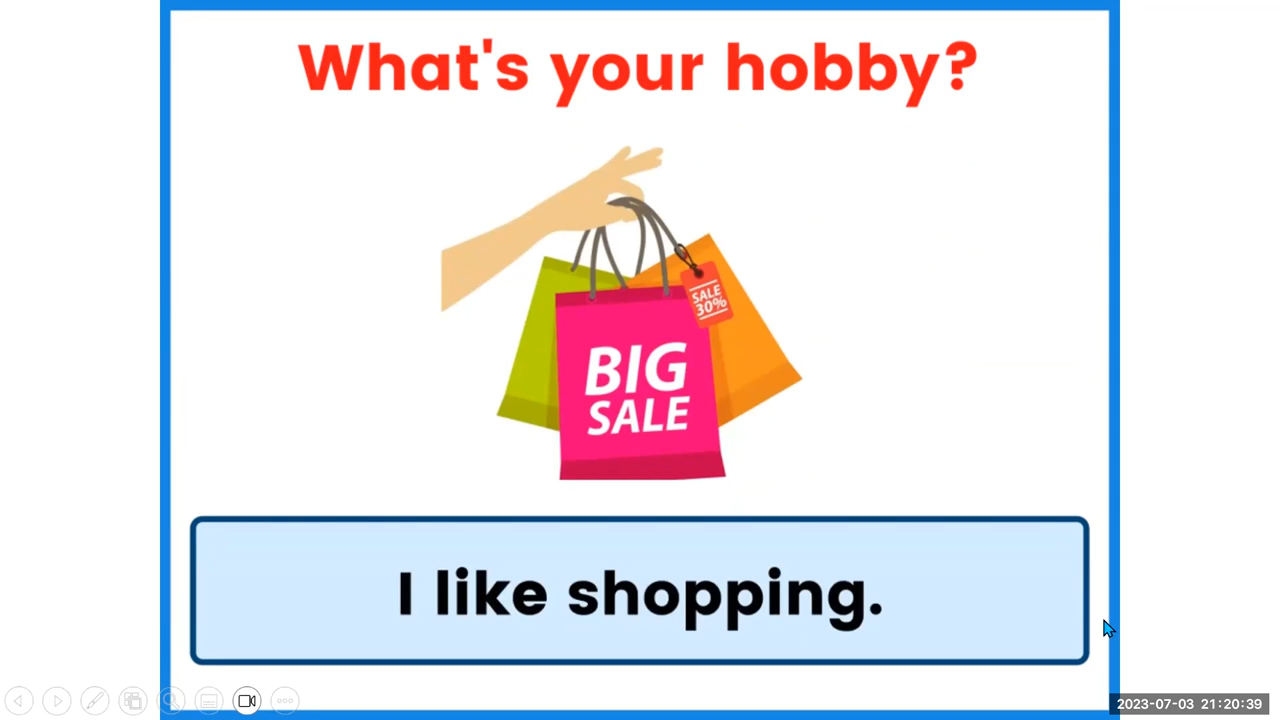 What's your hobby?
SALE
30%
BIG
SALE
I like shopping.
2023-07-03 21:20:39